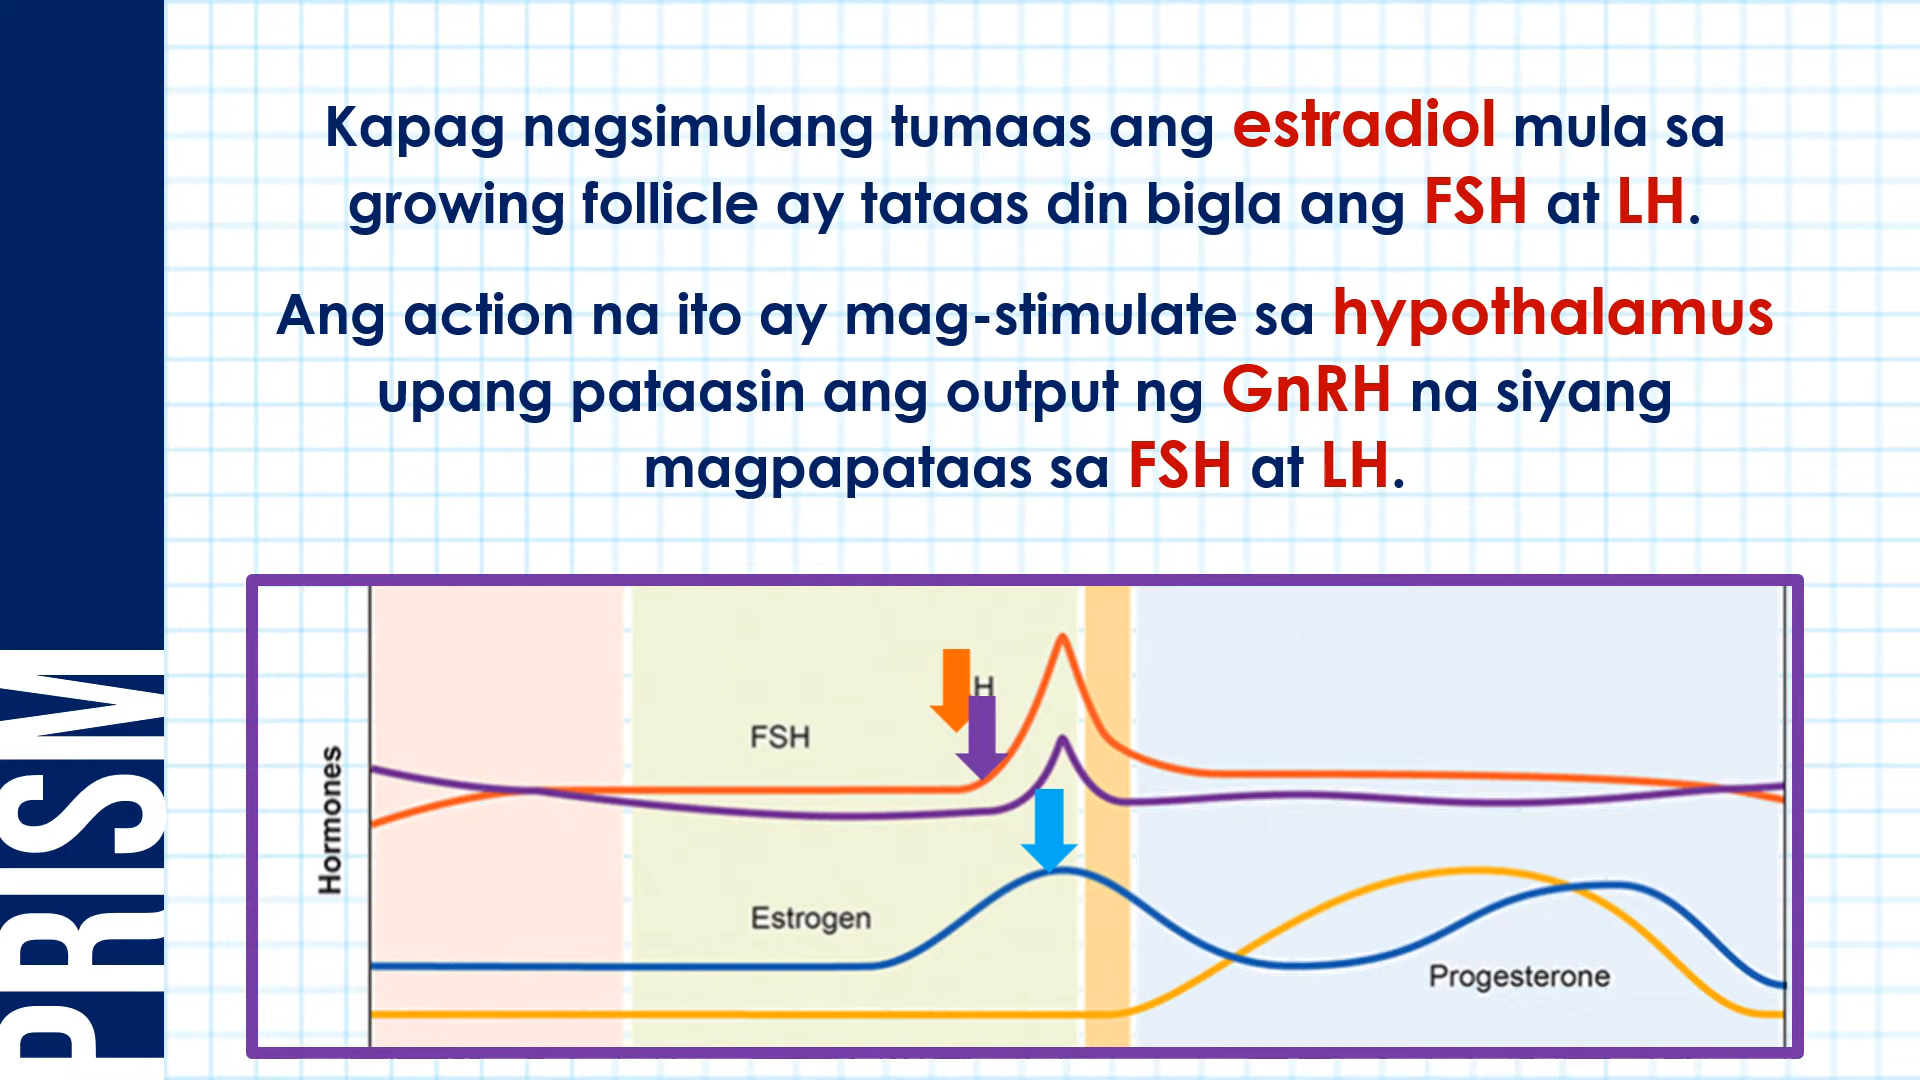 Kapag nagsimulang tumaas ang estradiol mula sa
growing follicle ay tataas din bigla ang FSH at LH.
Ang action na ito ay mag-stimulate sa hypothalamus
upang pataasin ang output ng GnRH na siyang
magpapataas sa FSH at LH.
PRISM
Hormones
H
FSH
Estrogen
Progesterone